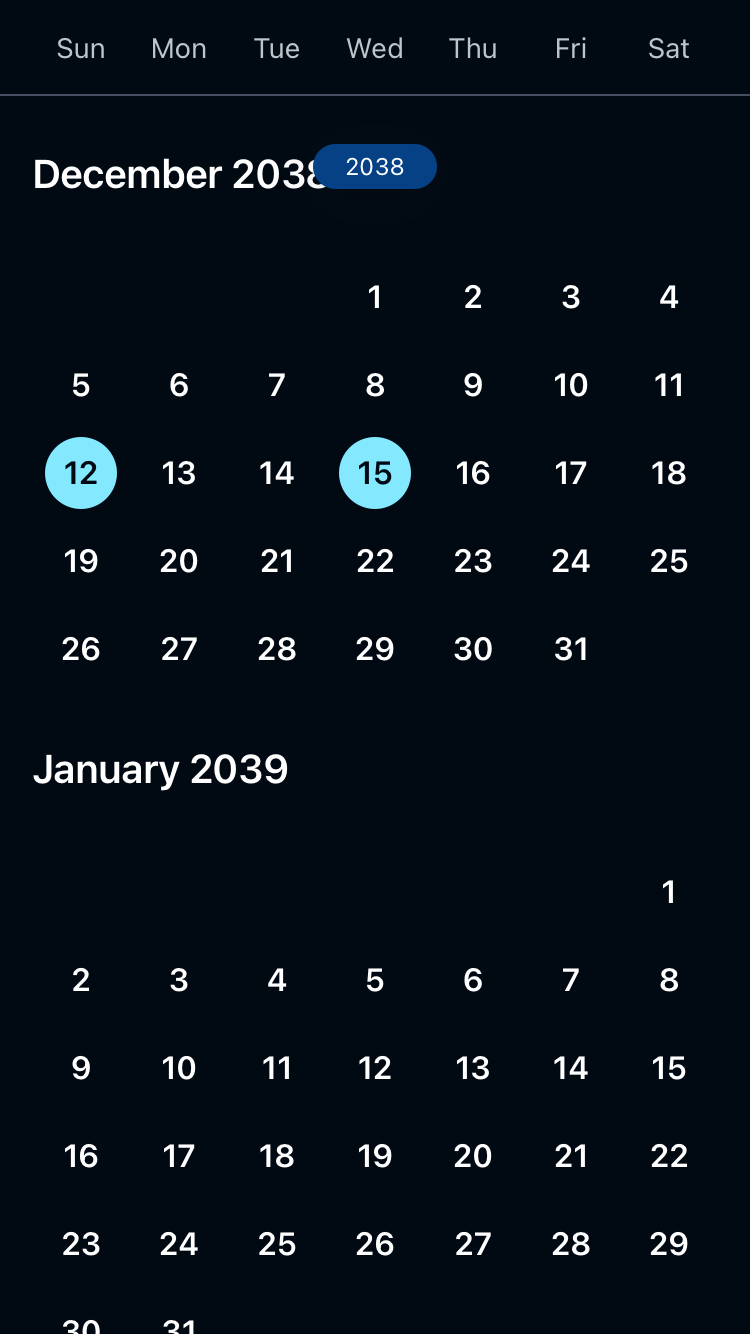 Sun Mon Tue Wed Thu Fri Sat
December 2038
2038
1 2 3 4
5 6 7 8 9 10 11
12 13 14 15 16 17 18
19 20 21 22 23 24 25
26 27 28 29 30 31
January 2039
1
2 3 4 5 6 7 8
9 10 11 12 13 14 15
16 17 18 19 20 21 22
23 24 25 26 27 28 29
30 31